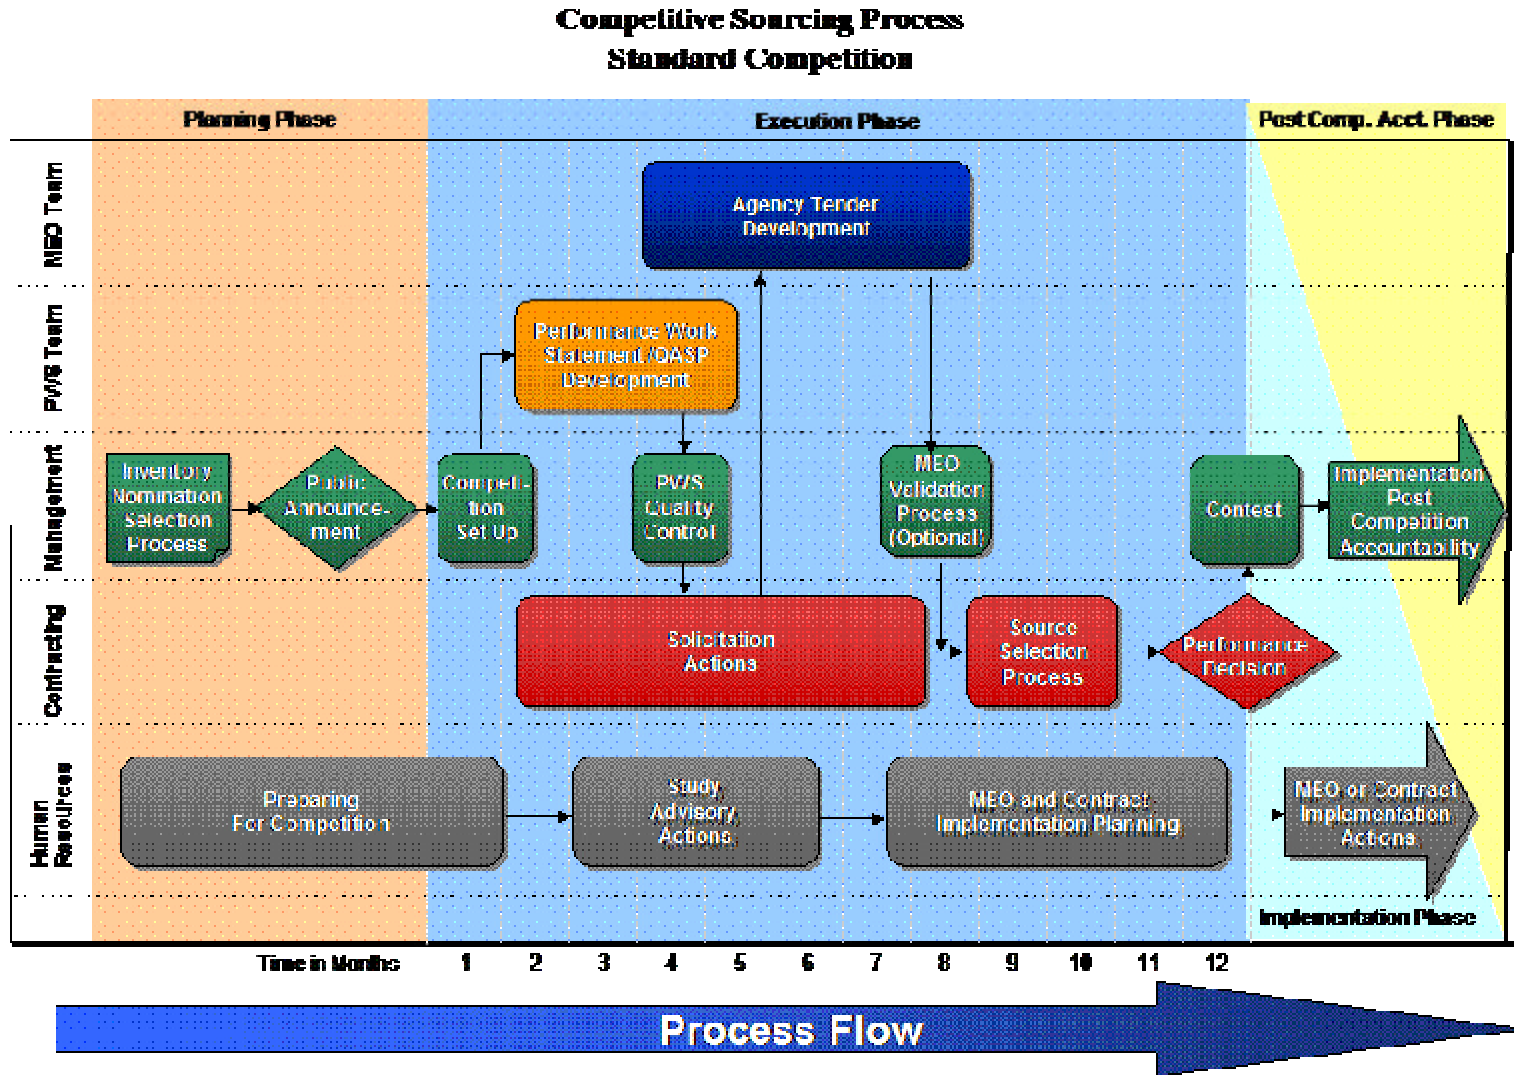 Competitive Sourcing Process
Standard Competition
Planning Phase
Execution Phase
Post Comp. Acct. Phase
MEO Team
Agency Tender
Development
PWS Team
Performance Work
Statement /QASP
Development
Management
Inventory
Nomination
Selection
Process
Public
Announce-
ment
Competi-
tion
Set Up
PWS
Quality
Control
MEO
Validation
Process
(Optional)
Contest
Implementation
Post
Competition
Accountability
Contracting
Solicitation
Actions
Source
Selection
Process
Performance
Decision
Human
Resources
Preparing
For Competition
Study
Advisory
Actions
MEO and Contract
Implementation Planning
MEO or Contract
Implementation
Actions
Implementation Phase
Time in Months 1 2 3 4 5 6 7 8 9 10 11 12
Process Flow